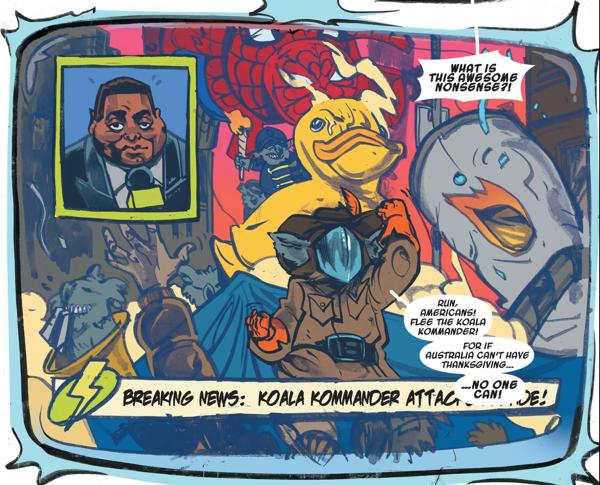 WHAT IS
THIS AWESOME
NONSENSE?!
RUN,
AMERICANS!
FLEE THE KOALA
KOMMANDER!
FOR IF
AUSTRALIA CAN'T HAVE
THANKSGIVING...
...NO ONE
CAN!
BREAKING NEWS: KOALA KOMMANDER